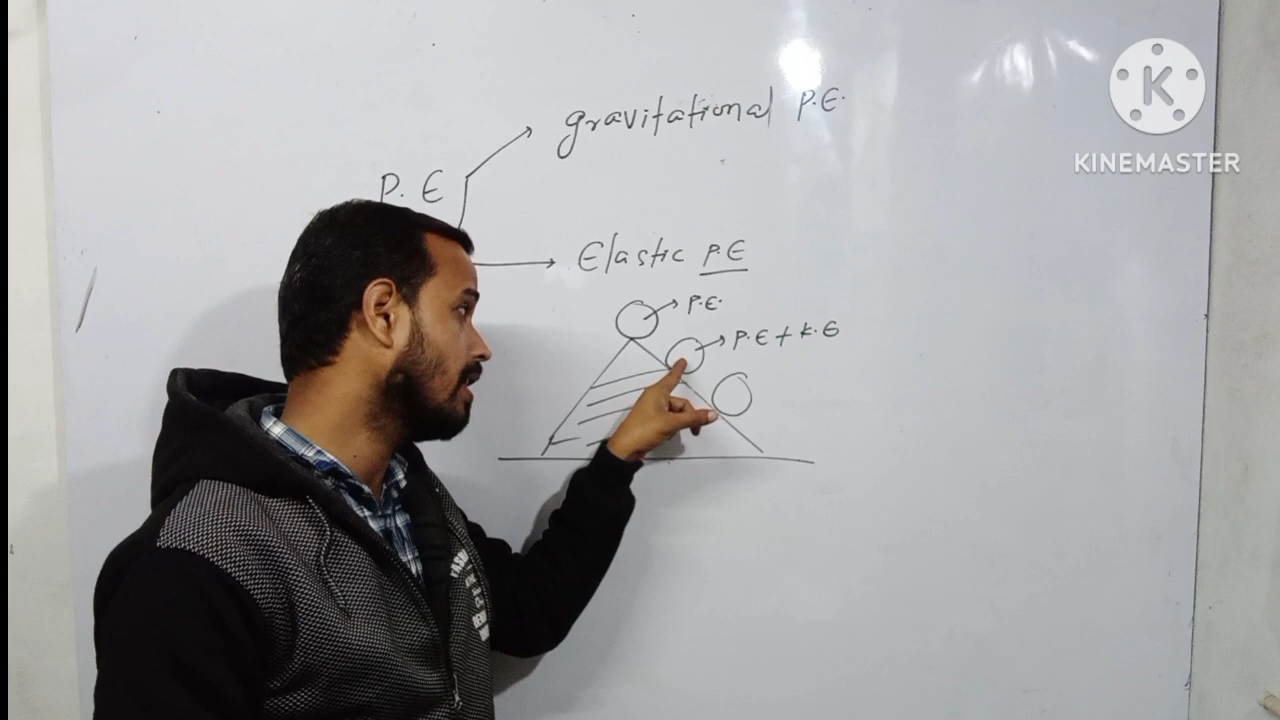 gravitational P.E.
P. E
Elastic P.E
P.E.
P.E + K.E
K
KINEMASTER